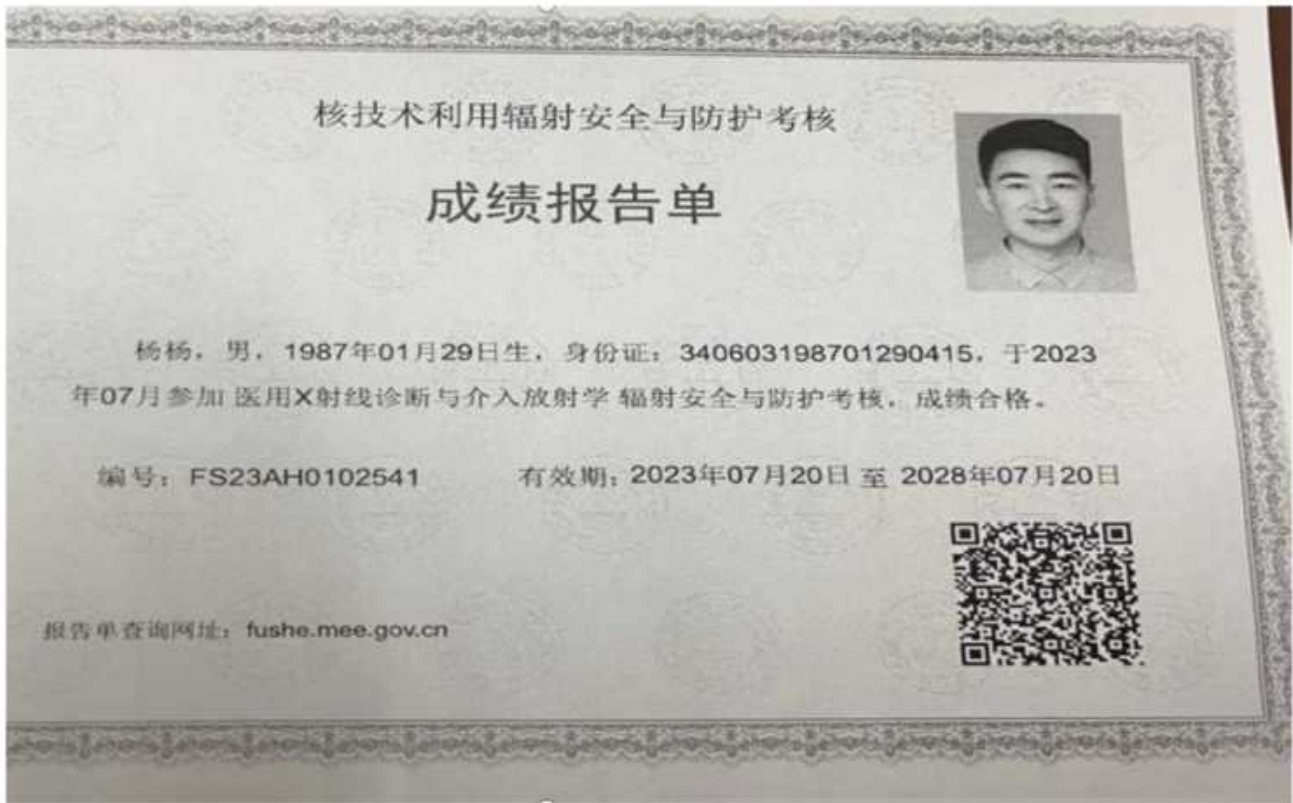 核技术利用辐射安全与防护考核
成绩报告单
杨杨，男，1987年01月29日生，身份证：340603198701290415，于2023
年07月参加 医用X射线诊断与介入放射学 辐射安全与防护考核，成绩合格。
编号：FS23AH0102541 有效期：2023年07月20日 至 2028年07月20日
报告单查询网址：fushe.mee.gov.cn